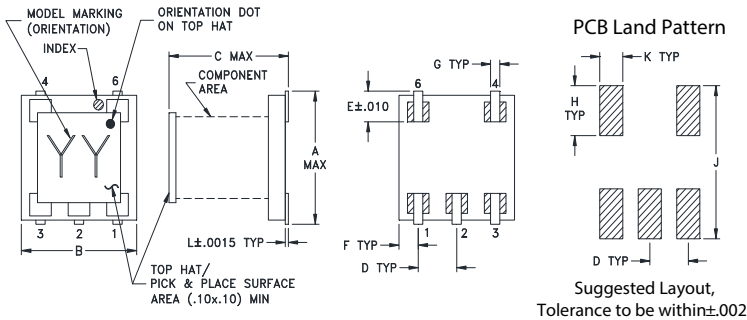 MODEL MARKING
(ORIENTATION)
INDEX
ORIENTATION DOT
ON TOP HAT
4
6
YY
3
2
1
B
C MAX
COMPONENT
AREA
A
MAX
L±.0015 TYP
TOP HAT/
PICK & PLACE SURFACE
AREA (.10x.10) MIN
G TYP
6
4
E±.010
1
2
3
F TYP
D TYP
PCB Land Pattern
K TYP
H
TYP
J
D TYP
Suggested Layout,
Tolerance to be within±.002